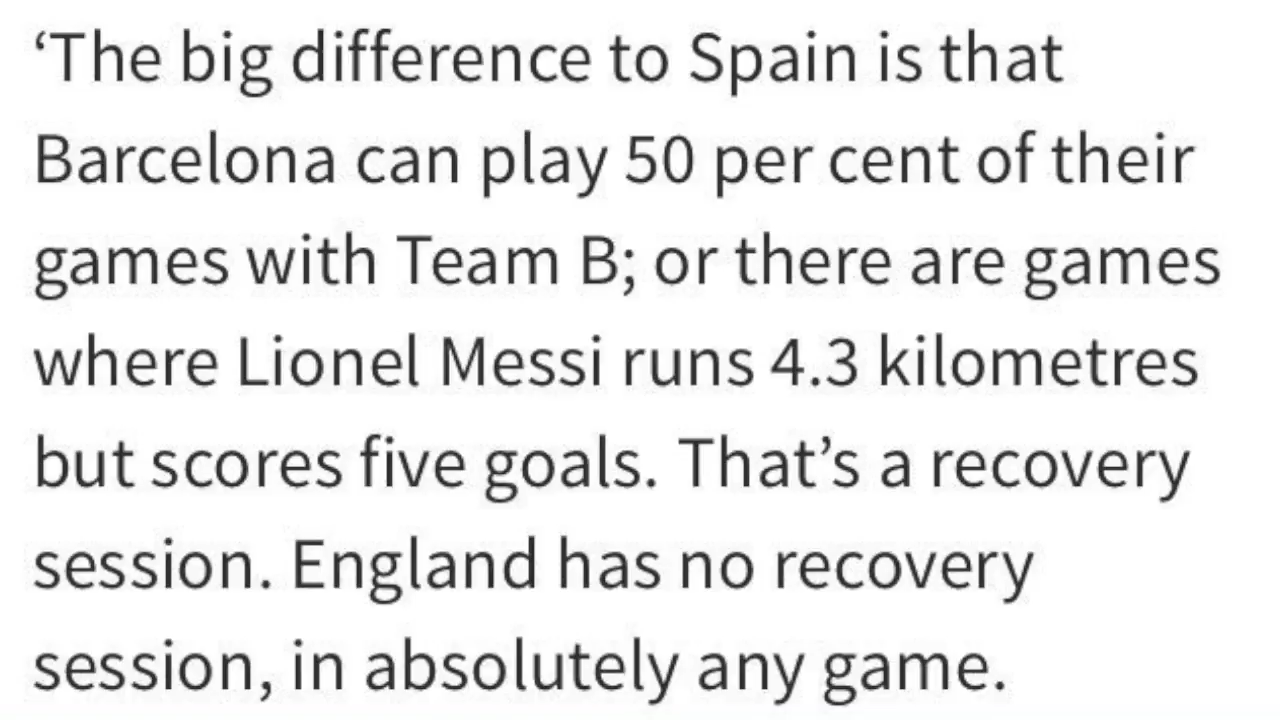 ‘The big difference to Spain is that
Barcelona can play 50 per cent of their
games with Team B; or there are games
where Lionel Messi runs 4.3 kilometres
but scores five goals. That’s a recovery
session. England has no recovery
session, in absolutely any game.